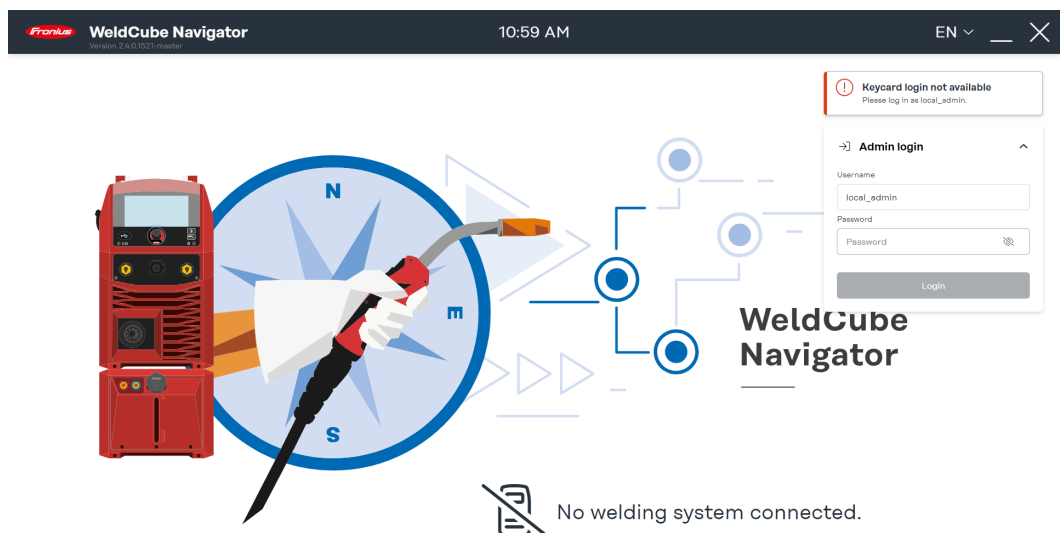 Fronius WeldCube Navigator 10:59 AM EN
Version 2.4.0.1521-master
Keycard login not available
Please log in as local_admin.
Admin login
Username
local_admin
Password
Password
Login
N
E
S
WeldCube
Navigator
No welding system connected.